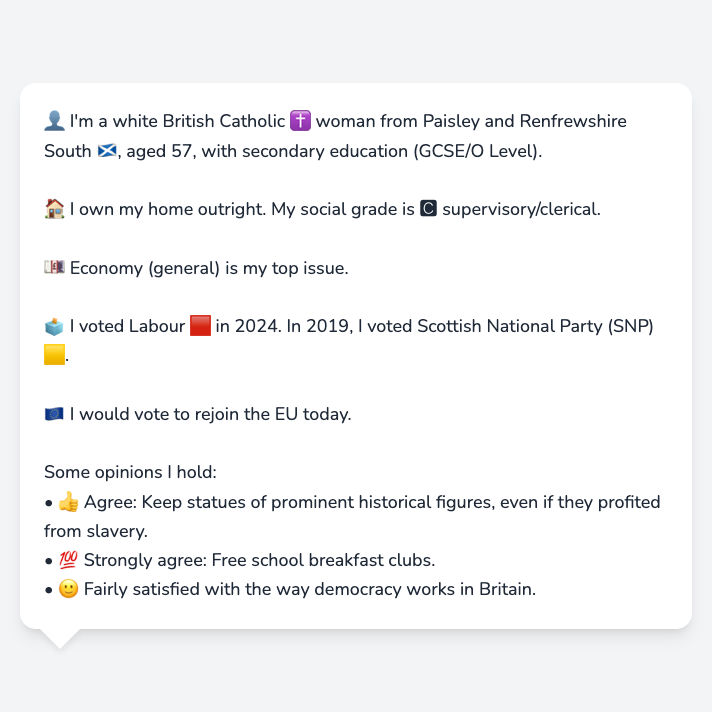 👤 I'm a white British Catholic ✝️ woman from Paisley and Renfrewshire
South 🏴󠁧󠁢󠁳󠁣󠁴󠁿, aged 57, with secondary education (GCSE/O Level).
🏠 I own my home outright. My social grade is 🅲 supervisory/clerical.
💷 Economy (general) is my top issue.
🗳️ I voted Labour 🟥 in 2024. In 2019, I voted Scottish National Party (SNP)
🟨.
🇪🇺 I would vote to rejoin the EU today.
Some opinions I hold:
• 👍 Agree: Keep statues of prominent historical figures, even if they profited
from slavery.
• 💯 Strongly agree: Free school breakfast clubs.
• 🙂 Fairly satisfied with the way democracy works in Britain.